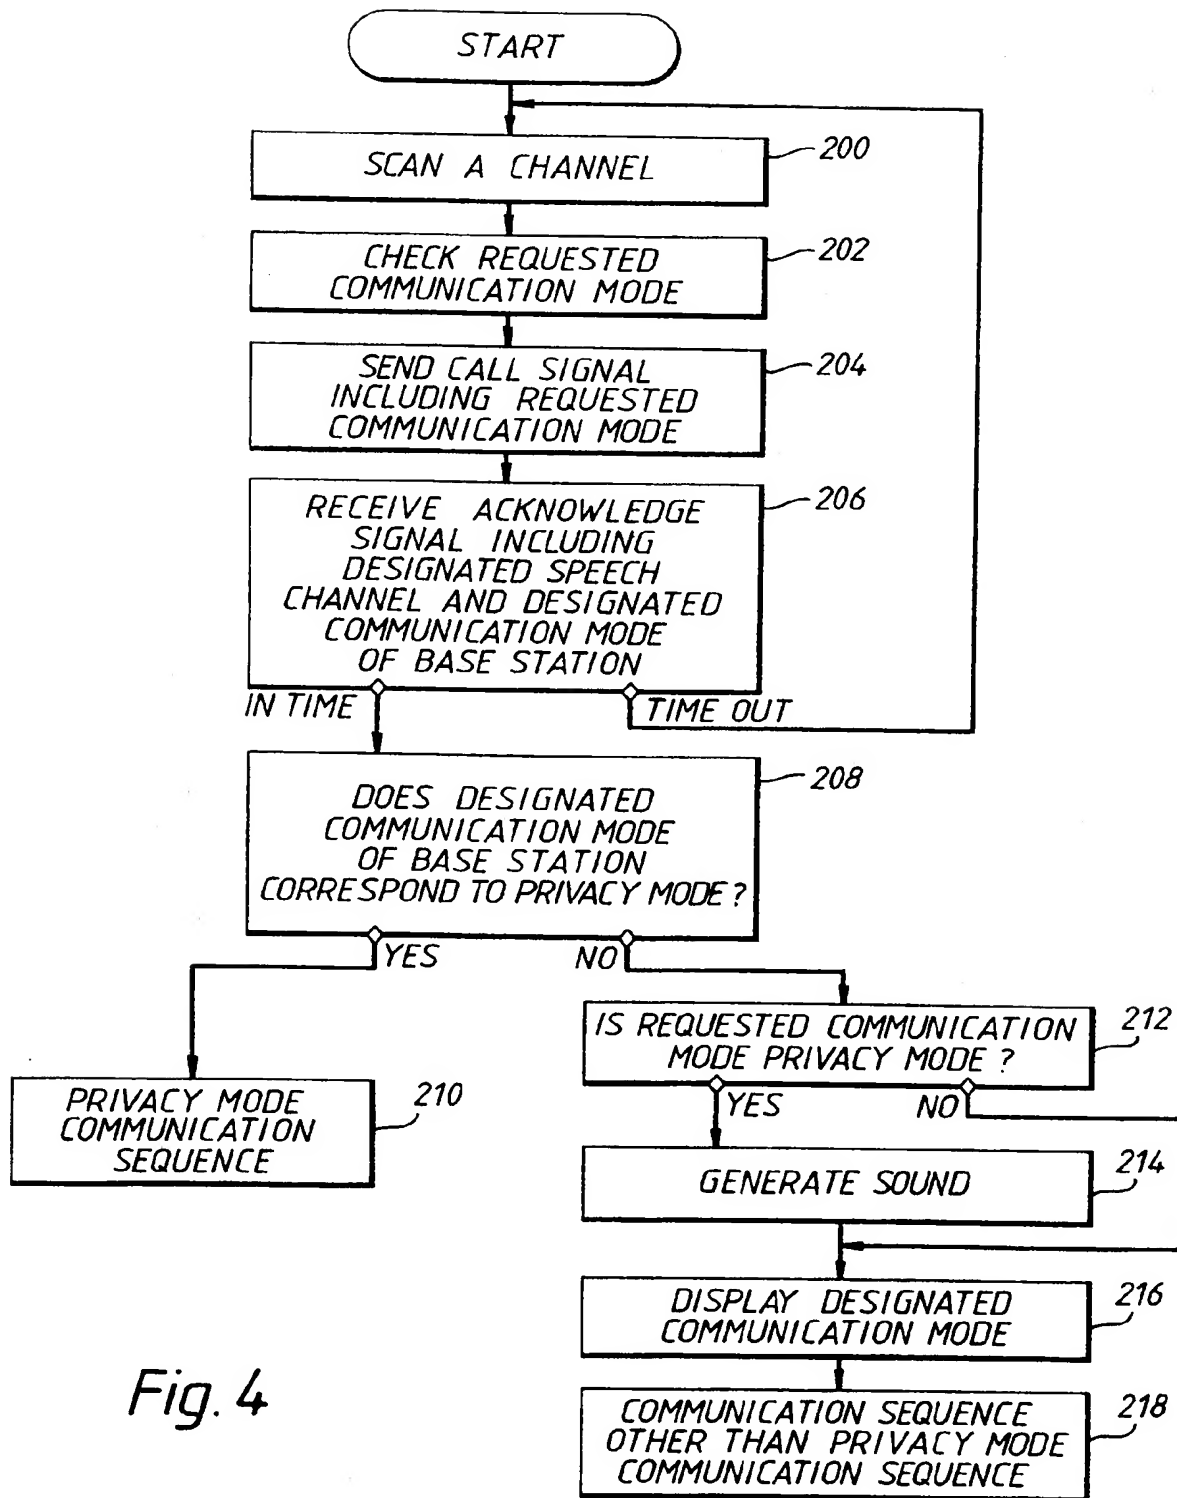 START
SCAN A CHANNEL
200
CHECK REQUESTED
COMMUNICATION MODE
202
SEND CALL SIGNAL
INCLUDING REQUESTED
COMMUNICATION MODE
204
RECEIVE ACKNOWLEDGE
SIGNAL INCLUDING
DESIGNATED SPEECH
CHANNEL AND DESIGNATED
COMMUNICATION MODE
OF BASE STATION
206
IN TIME
TIME OUT
DOES DESIGNATED
COMMUNICATION MODE
OF BASE STATION
CORRESPOND TO PRIVACY MODE?
208
YES
NO
PRIVACY MODE
COMMUNICATION
SEQUENCE
210
IS REQUESTED COMMUNICATION
MODE PRIVACY MODE?
212
YES
NO
GENERATE SOUND
214
DISPLAY DESIGNATED
COMMUNICATION MODE
216
COMMUNICATION SEQUENCE
OTHER THAN PRIVACY MODE
COMMUNICATION SEQUENCE
218
Fig. 4